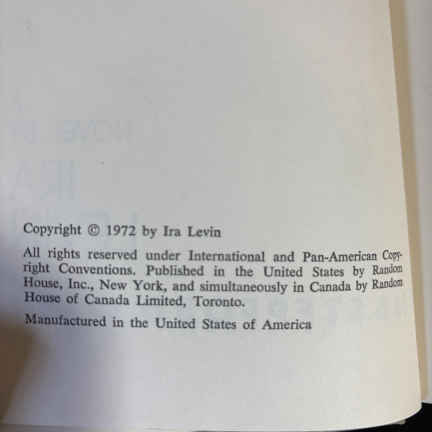 Copyright © 1972 by Ira Levin
All rights reserved under International and Pan-American Copy-
right Conventions. Published in the United States by Random
House, Inc., New York, and simultaneously in Canada by Random
House of Canada Limited, Toronto.
Manufactured in the United States of America